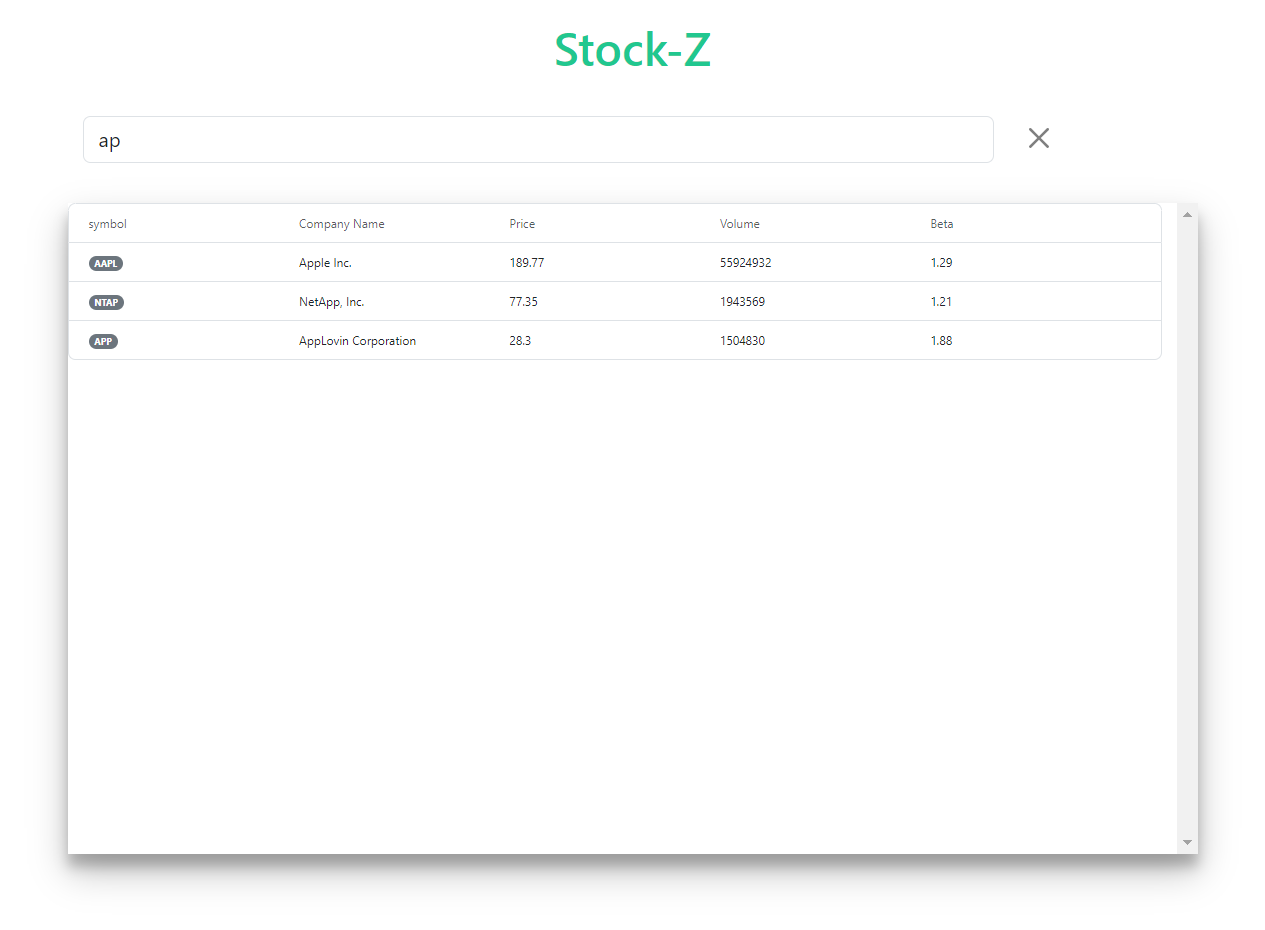 Stock-Z
ap
symbol Company Name Price Volume Beta
AAPL Apple Inc. 189.77 55924932 1.29
NTAP NetApp, Inc. 77.35 1943569 1.21
APP AppLovin Corporation 28.3 1504830 1.88